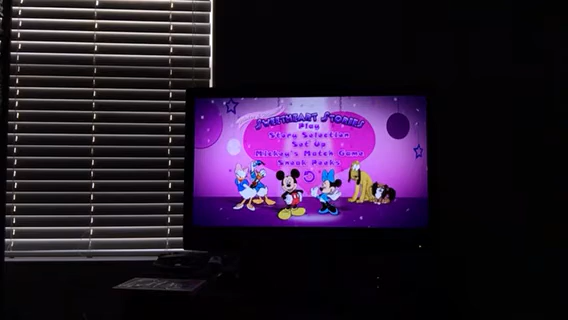 Sweetheart Stories
Play
Story Selection
Set Up
Mickey's Match Game
Sneak Peeks